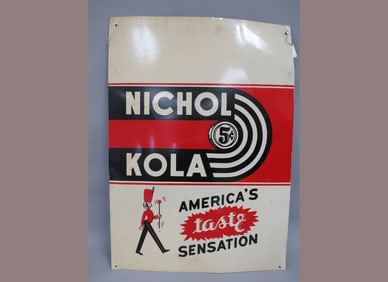 NICHOL
5¢
KOLA
AMERICA'S
taste
SENSATION